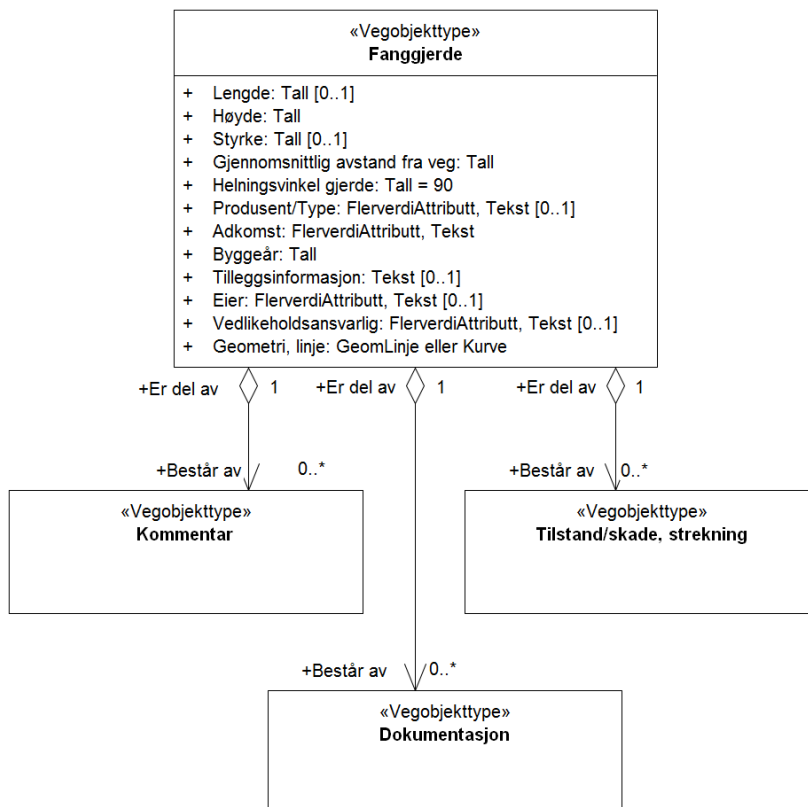 «Vegobjekttype»
Fanggjerde
+ Lengde: Tall [0..1]
+ Høyde: Tall
+ Styrke: Tall [0..1]
+ Gjennomsnittlig avstand fra veg: Tall
+ Helningsvinkel gjerde: Tall = 90
+ Produsent/Type: FlerverdiAttributt, Tekst [0..1]
+ Adkomst: FlerverdiAttributt, Tekst
+ Byggeår: Tall
+ Tilleggsinformasjon: Tekst [0..1]
+ Eier: FlerverdiAttributt, Tekst [0..1]
+ Vedlikeholdsansvarlig: FlerverdiAttributt, Tekst [0..1]
+ Geometri, linje: GeomLinje eller Kurve
+Er del av 1 +Er del av 1 +Er del av 1
+Består av 0..* +Består av 0..*
«Vegobjekttype»
Kommentar
«Vegobjekttype»
Tilstand/skade, strekning
+Består av 0..*
«Vegobjekttype»
Dokumentasjon